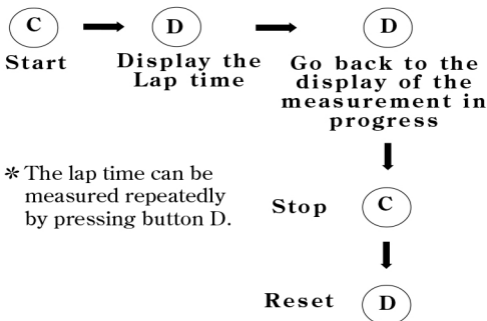 C
D
D
Start
Display the
Lap time
Go back to the
display of the
measurement in
progress
* The lap time can be
measured repeatedly
by pressing button D.
Stop
C
Reset
D